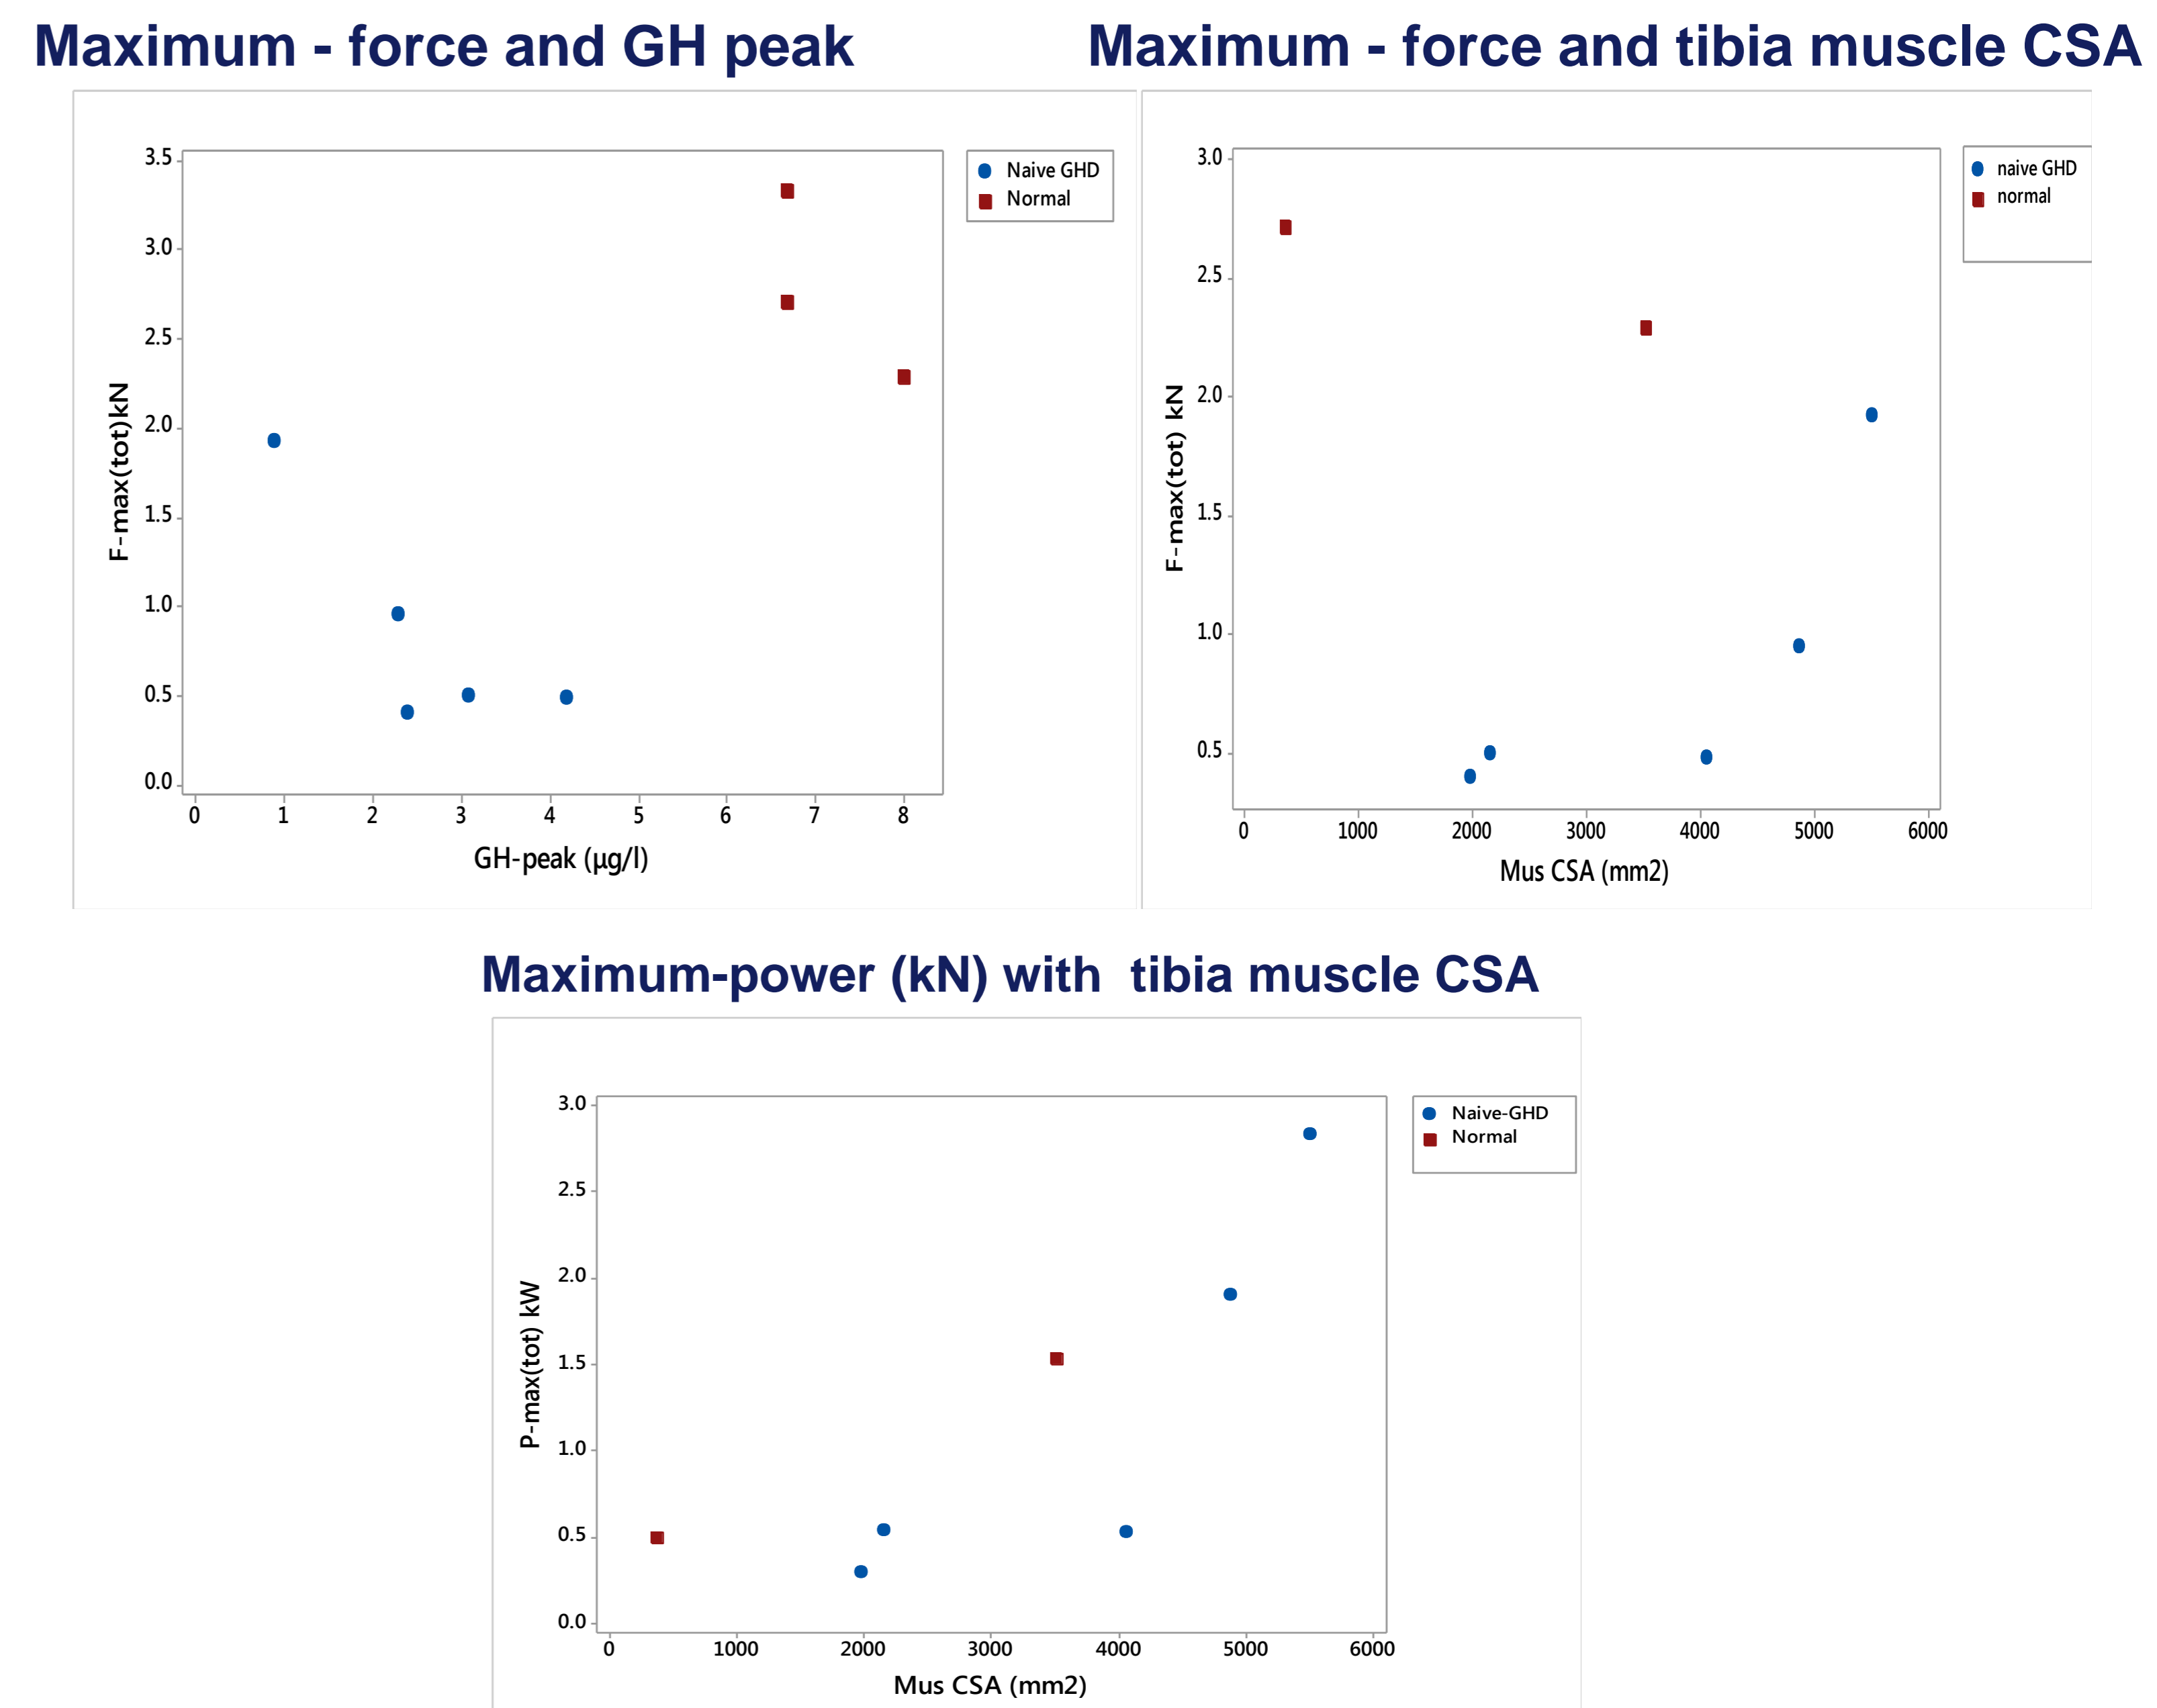 Maximum - force and GH peak
Maximum - force and tibia muscle CSA
3.5
3.0
2.5
2.0
1.5
1.0
0.5
0.0
F-max(tot)kN
0 1 2 3 4 5 6 7 8
GH-peak (µg/l)
Naive GHD
Normal
3.0
2.5
2.0
1.5
1.0
0.5
F-max(tot) kN
0 1000 2000 3000 4000 5000 6000
Mus CSA (mm2)
naive GHD
normal
Maximum-power (kN) with  tibia muscle CSA
3.0
2.5
2.0
1.5
1.0
0.5
0.0
P-max(tot) kW
0 1000 2000 3000 4000 5000 6000
Mus CSA (mm2)
Naive-GHD
Normal